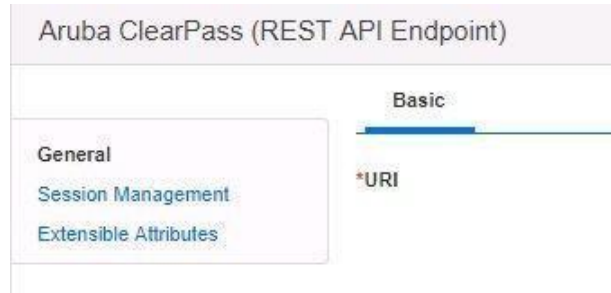 Aruba ClearPass (REST API Endpoint)
Basic
General
Session Management
Extensible Attributes
*URI